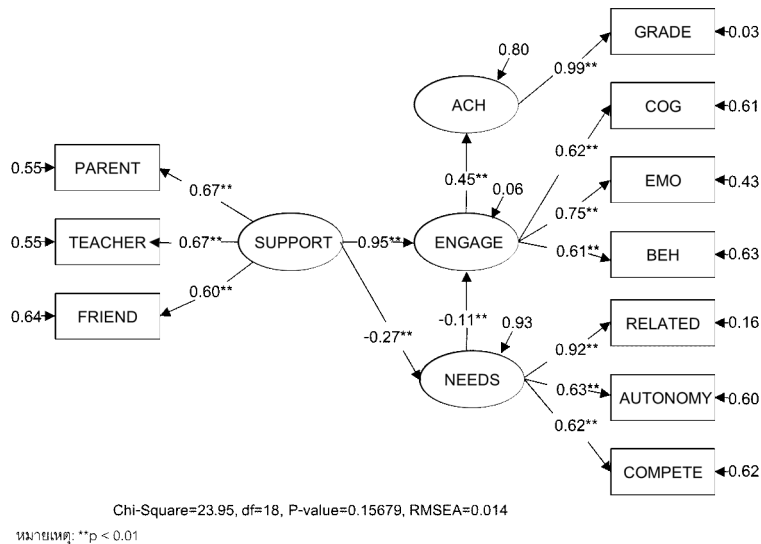 GRADE
0.03
0.80
0.99**
ACH
COG
0.61
0.62**
0.55
PARENT
0.67**
0.45**
0.06
EMO
0.43
0.75**
0.55
TEACHER
0.67**
SUPPORT
0.95**
ENGAGE
0.61**
BEH
0.63
0.64
FRIEND
0.60**
-0.27**
-0.11**
0.93
RELATED
0.16
0.92**
NEEDS
0.63**
AUTONOMY
0.60
0.62**
COMPETE
0.62
Chi-Square=23.95, df=18, P-value=0.15679, RMSEA=0.014
หมายเหตุ: **p < 0.01